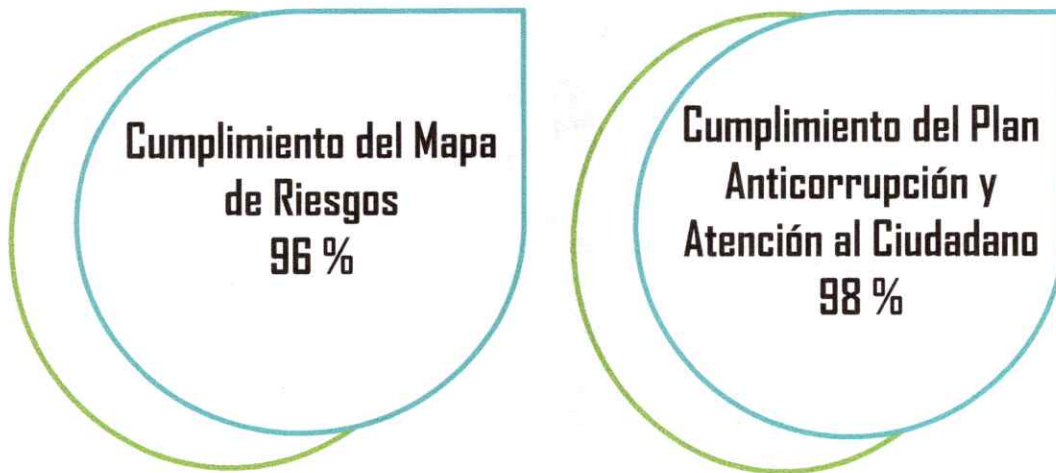 Cumplimiento del Mapa
de Riesgos
96 %
Cumplimiento del Plan
Anticorrupción y
Atención al Ciudadano
98 %